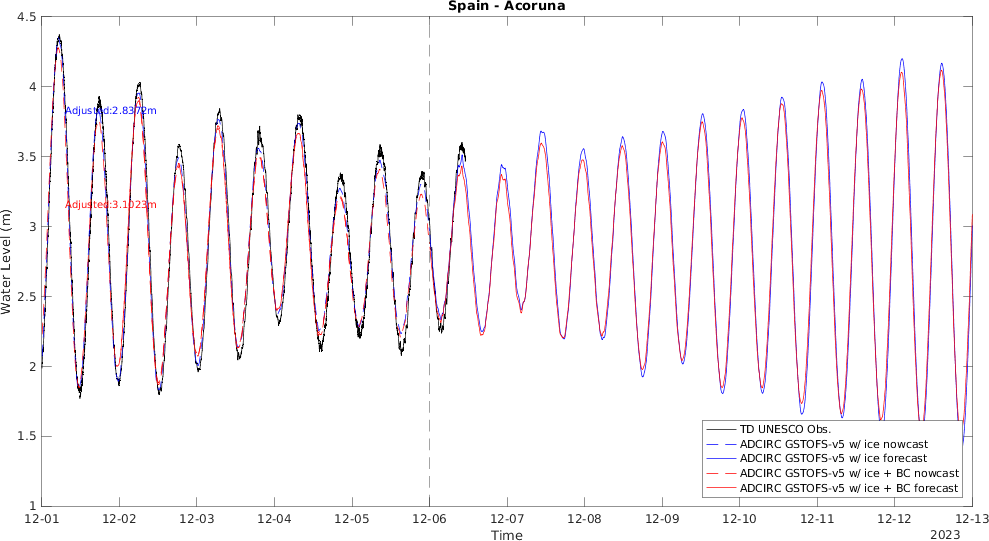 Spain - Acoruna
4.5
4
3.5
3
2.5
2
1.5
1
Water Level (m)
Adjusted:2.8372m
Adjusted:3.1023m
TD UNESCO Obs.
ADCIRC GSTOFS-v5 w/ ice nowcast
ADCIRC GSTOFS-v5 w/ ice forecast
ADCIRC GSTOFS-v5 w/ ice + BC nowcast
ADCIRC GSTOFS-v5 w/ ice + BC forecast
12-01 12-02 12-03 12-04 12-05 12-06 12-07 12-08 12-09 12-10 12-11 12-12 12-13
Time
2023